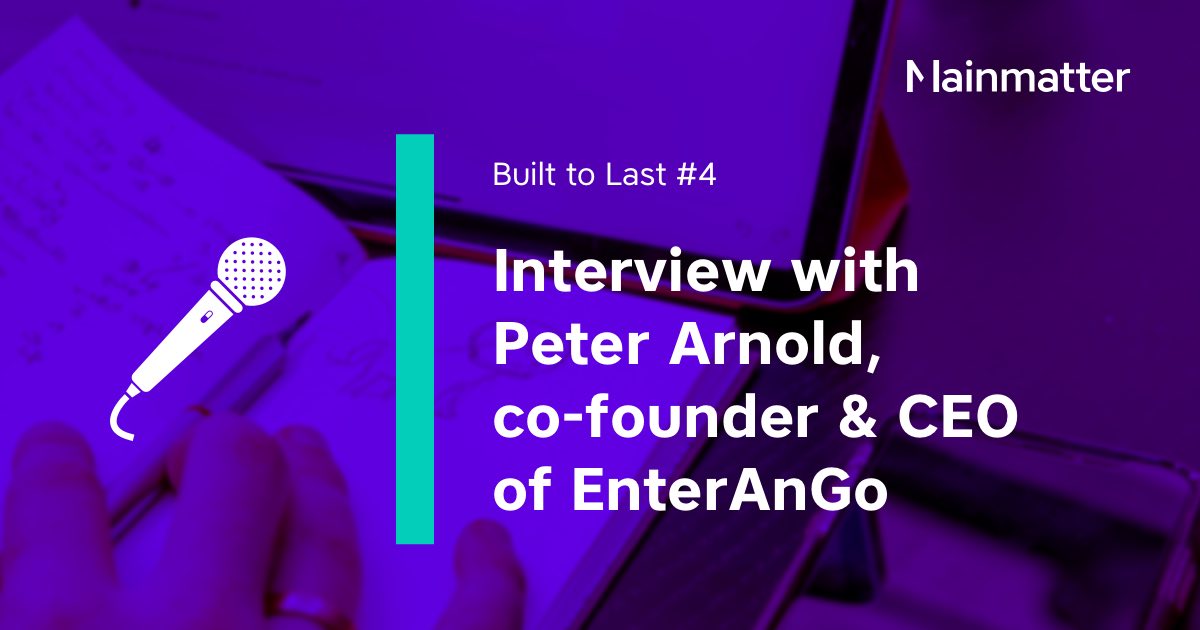 Mainmatter
Built to Last #4
Interview with
Peter Arnold,
co-founder & CEO
of EnterAnGo